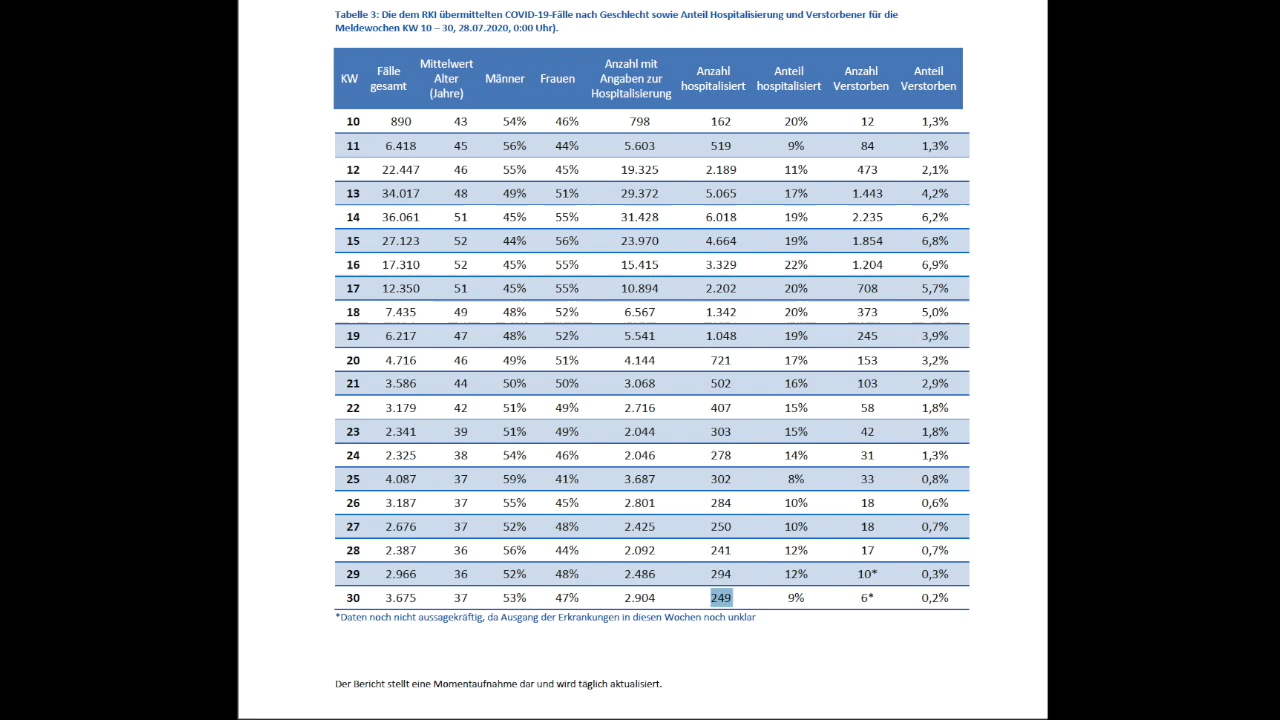 Tabelle 3: Die dem RKI übermittelten COVID-19-Fälle nach Geschlecht sowie Anteil Hospitalisierung und Verstorbener für die
Meldewochen KW 10 – 30, 28.07.2020, 0:00 Uhr).
KW Fälle gesamt Mittelwert Alter (Jahre) Männer Frauen Anzahl mit Angaben zur Hospitalisierung Anzahl hospitalisiert Anteil hospitalisiert Anzahl Verstorben Anteil Verstorben
10 890 43 54% 46% 798 162 20% 12 1,3%
11 6.418 45 56% 44% 5.603 519 9% 84 1,3%
12 22.447 46 55% 45% 19.325 2.189 11% 473 2,1%
13 34.017 48 49% 51% 29.372 5.065 17% 1.443 4,2%
14 36.061 51 45% 55% 31.428 6.018 19% 2.235 6,2%
15 27.123 52 44% 56% 23.970 4.664 19% 1.854 6,8%
16 17.310 52 45% 55% 15.415 3.329 22% 1.204 6,9%
17 12.350 51 45% 55% 10.894 2.202 20% 708 5,7%
18 7.435 49 48% 52% 6.567 1.342 20% 373 5,0%
19 6.217 47 48% 52% 5.541 1.048 19% 245 3,9%
20 4.716 46 49% 51% 4.144 721 17% 153 3,2%
21 3.586 44 50% 50% 3.068 502 16% 103 2,9%
22 3.179 42 51% 49% 2.716 407 15% 58 1,8%
23 2.341 39 51% 49% 2.044 303 15% 42 1,8%
24 2.325 38 54% 46% 2.046 278 14% 31 1,3%
25 4.087 37 59% 41% 3.687 302 8% 33 0,8%
26 3.187 37 55% 45% 2.801 284 10% 18 0,6%
27 2.676 37 52% 48% 2.425 250 10% 18 0,7%
28 2.387 36 56% 44% 2.092 241 12% 17 0,7%
29 2.966 36 52% 48% 2.486 294 12% 10* 0,3%
30 3.675 37 53% 47% 2.904 249 9% 6* 0,2%
*Daten noch nicht aussagekräftig, da Ausgang der Erkrankungen in diesen Wochen noch unklar
Der Bericht stellt eine Momentaufnahme dar und wird täglich aktualisiert.